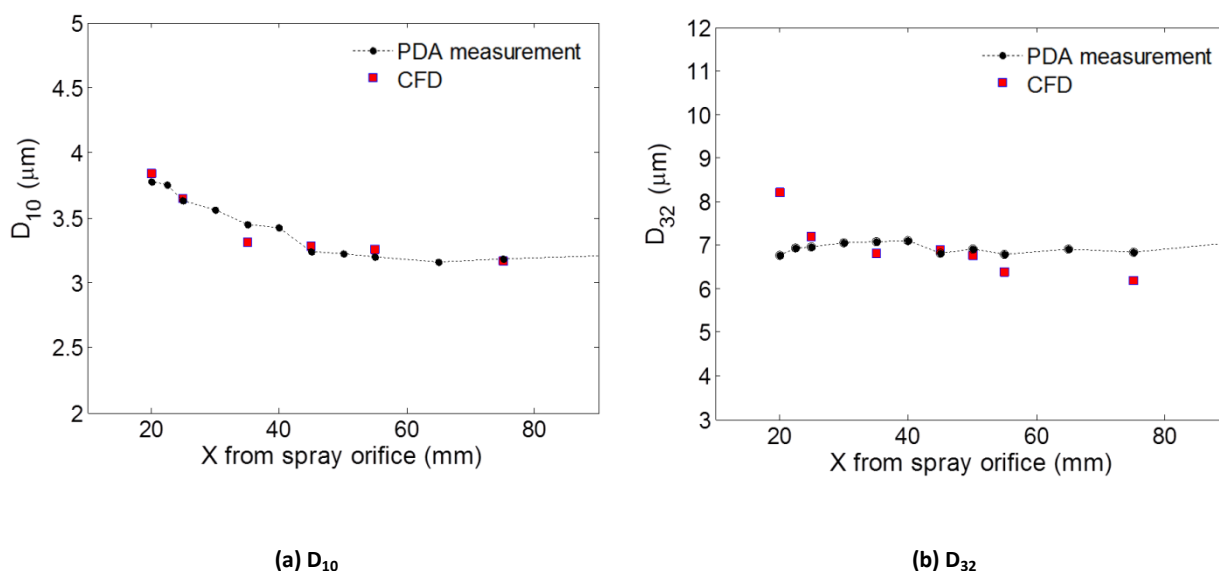 5
4.5
4
3.5
3
2.5
2
D10 (μm)
PDA measurement
CFD
20
40
60
80
X from spray orifice (mm)
12
11
10
9
8
7
6
5
4
3
D32 (μm)
PDA measurement
CFD
20
40
60
80
X from spray orifice (mm)
(a) D10
(b) D32